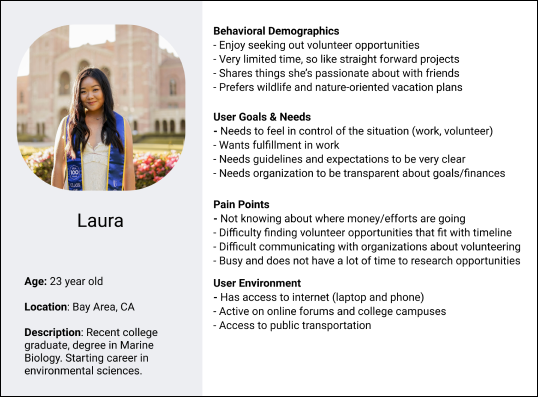 Laura
Age: 23 year old
Location: Bay Area, CA
Description: Recent college
graduate, degree in Marine
Biology. Starting career in
environmental sciences.
Behavioral Demographics
- Enjoy seeking out volunteer opportunities
- Very limited time, so like straight forward projects
- Shares things she's passionate about with friends
- Prefers wildlife and nature-oriented vacation plans
User Goals & Needs
- Needs to feel in control of the situation (work, volunteer)
- Wants fulfillment in work
- Needs guidelines and expectations to be very clear
- Needs organization to be transparent about goals/finances
Pain Points
- Not knowing about where money/efforts are going
- Difficulty finding volunteer opportunities that fit with timeline
- Difficult communicating with organizations about volunteering
- Busy and does not have a lot of time to research opportunities
User Environment
- Has access to internet (laptop and phone)
- Active on online forums and college campuses
- Access to public transportation